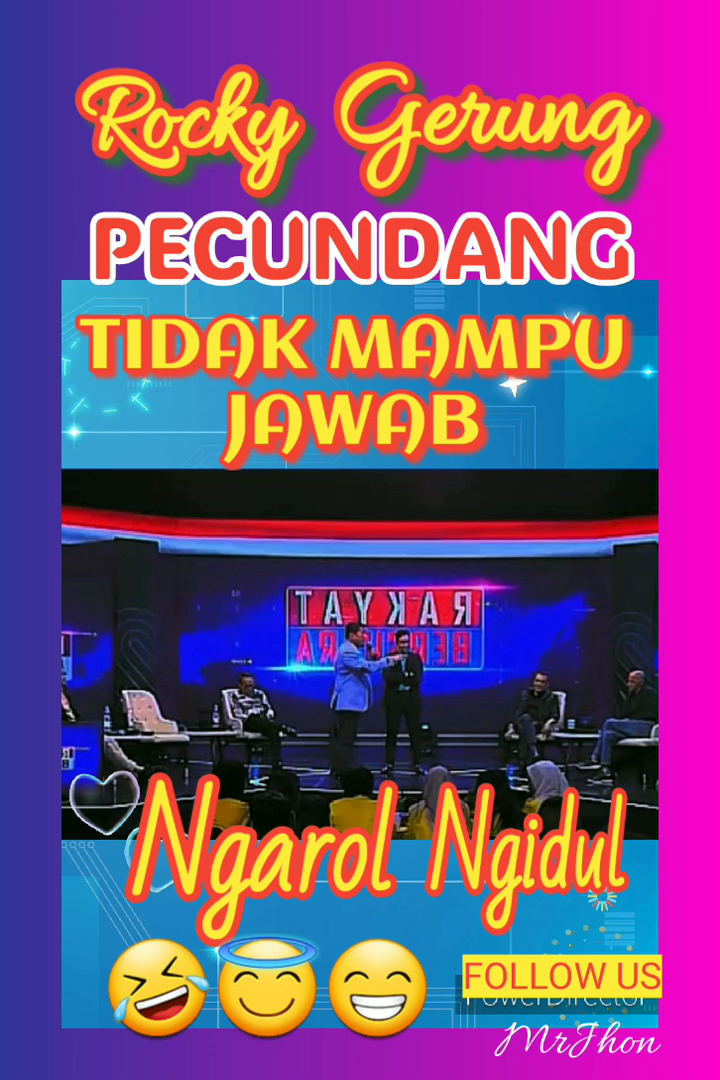 Rocky Gerung
PECUNDANG
TIDAK MAMPU
JAWAB
RAKYAT
Ngarol Ngidul
FOLLOW US
PowerDirector
MrJhon